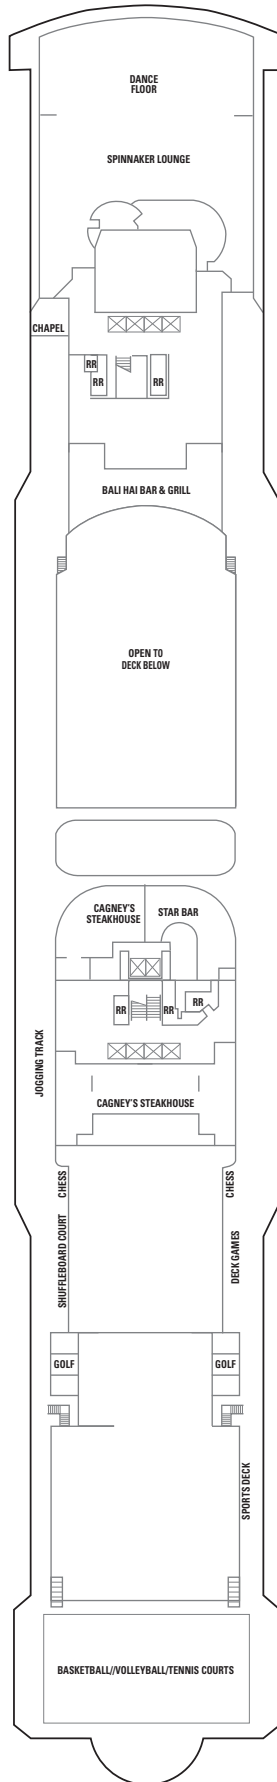 DANCE
FLOOR
SPINNAKER LOUNGE
CHAPEL
RR
RR
RR
BALI HAI BAR & GRILL
OPEN TO
DECK BELOW
CAGNEY'S
STEAKHOUSE
STAR BAR
RR
RR
RR
JOGGING TRACK
CAGNEY'S STEAKHOUSE
CHESS
CHESS
SHUFFLEBOARD COURT
DECK GAMES
GOLF
GOLF
SPORTS DECK
BASKETBALL//VOLLEYBALL/TENNIS COURTS